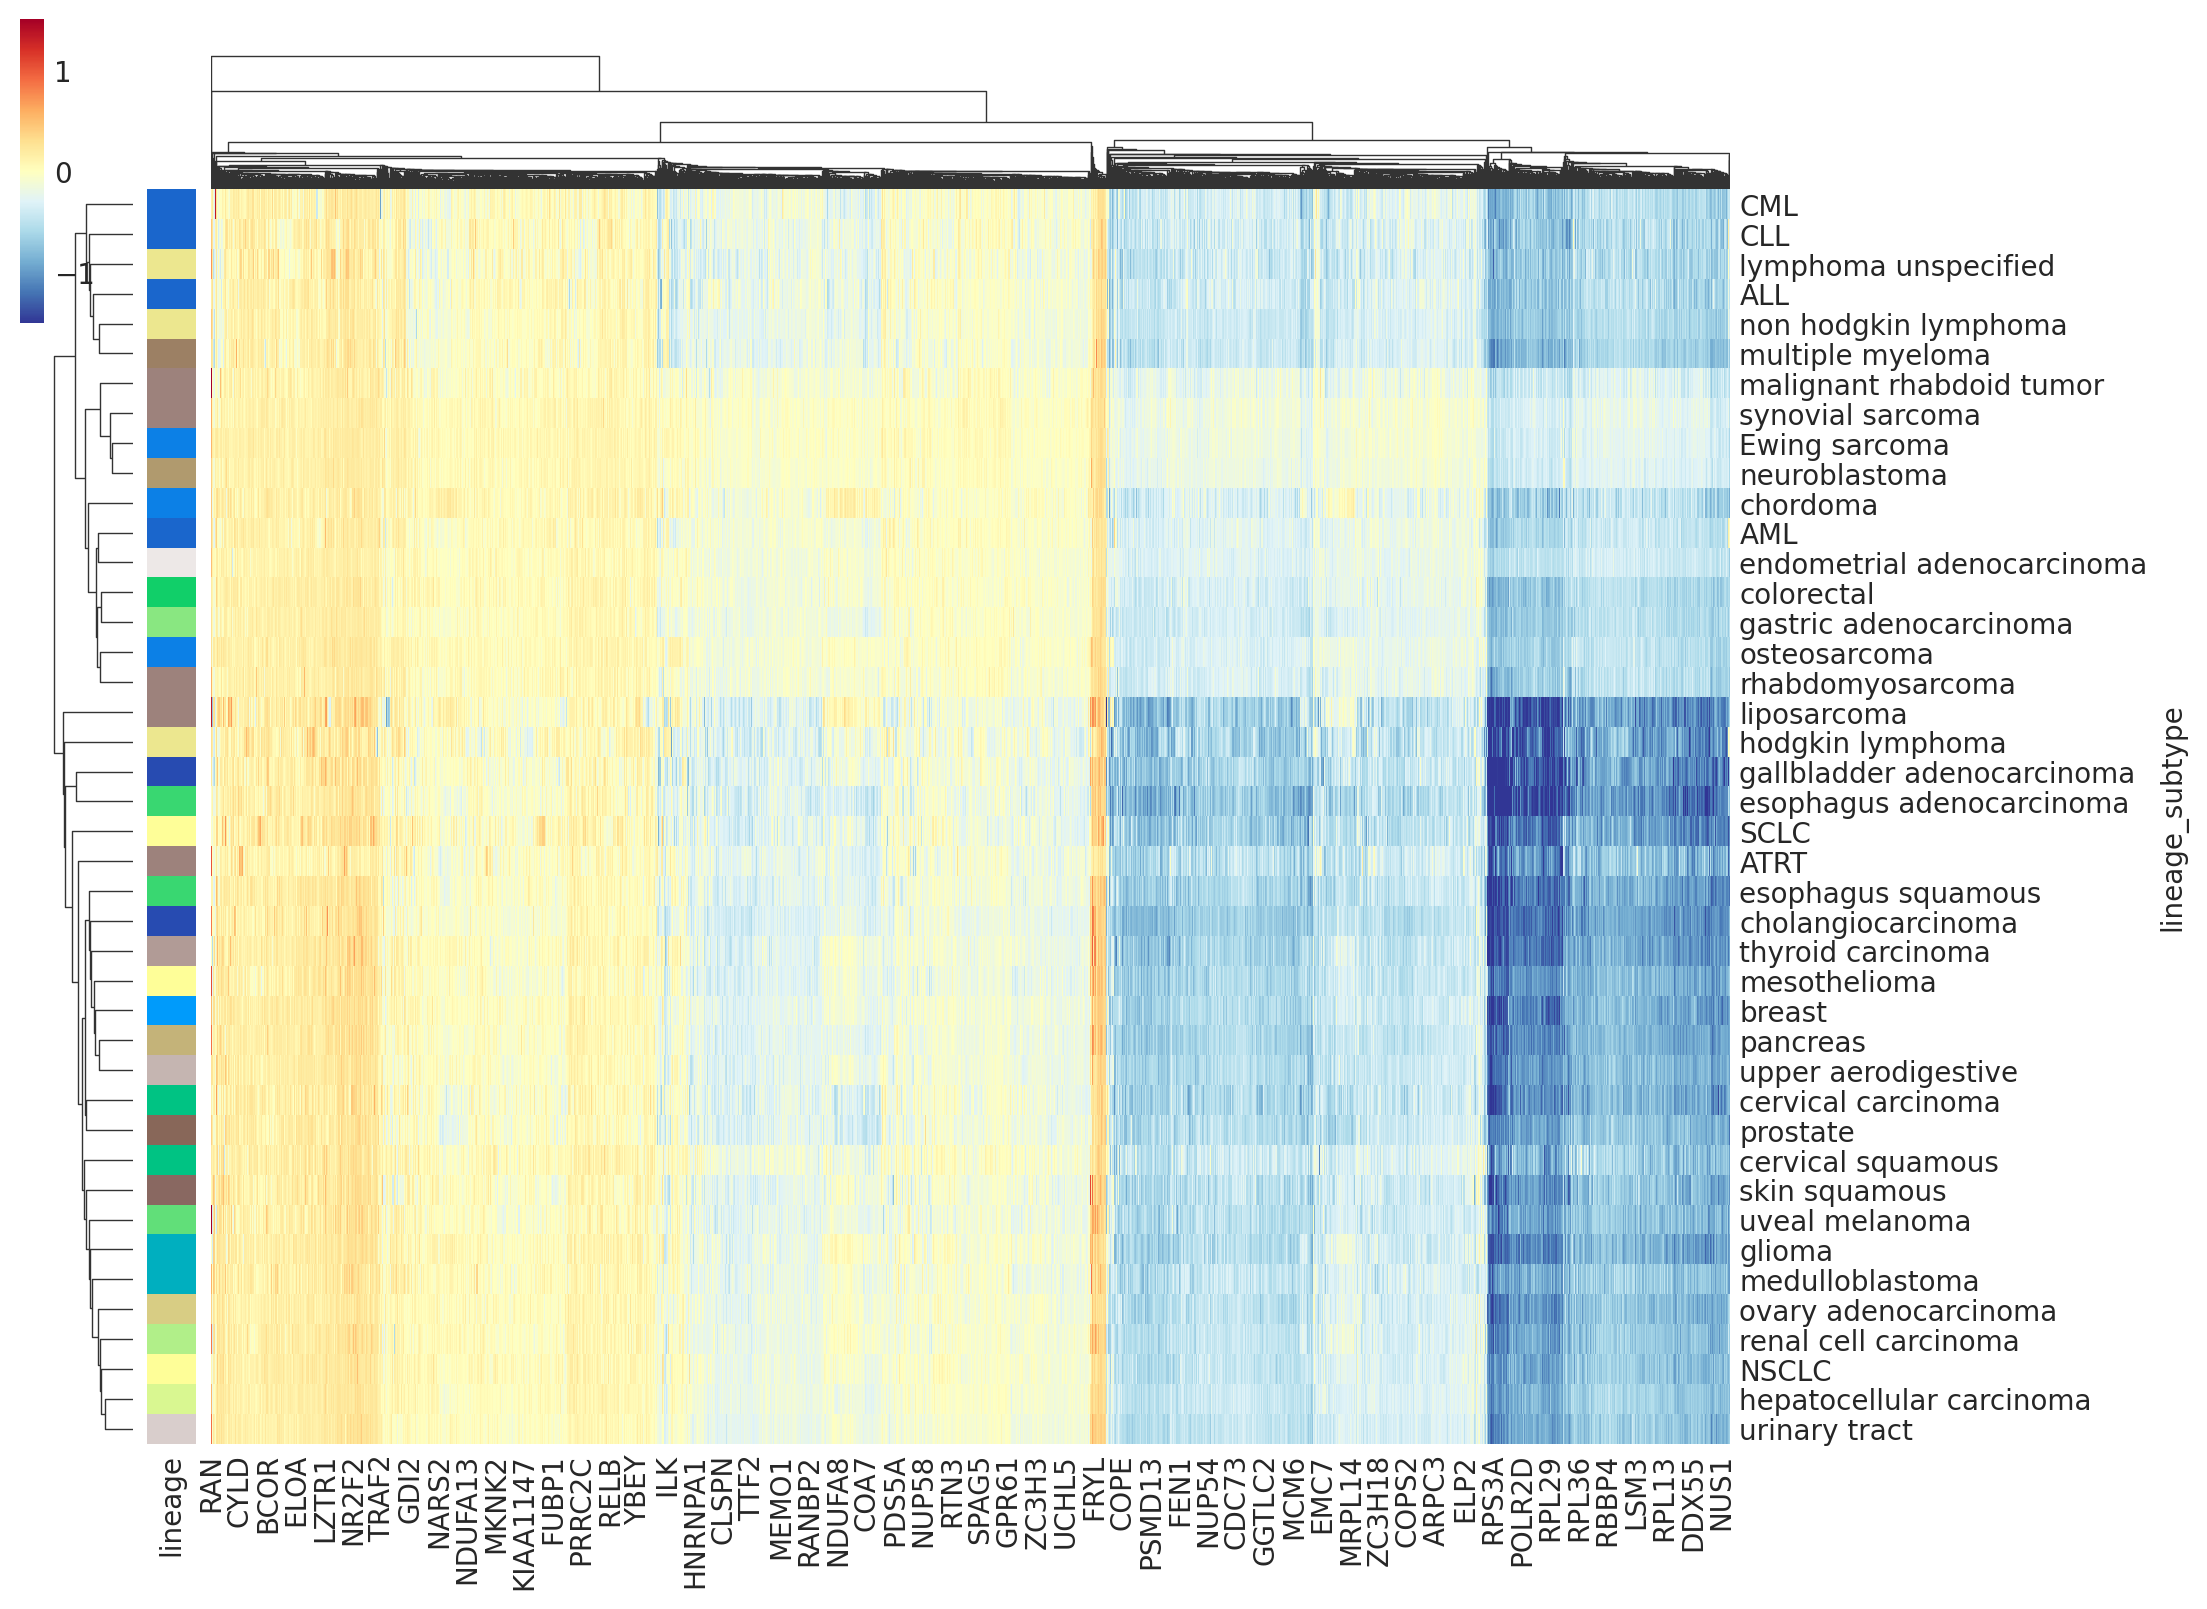 1
0
−1
CML
CLL
lymphoma unspecified
ALL
non hodgkin lymphoma
multiple myeloma
malignant rhabdoid tumor
synovial sarcoma
Ewing sarcoma
neuroblastoma
chordoma
AML
endometrial adenocarcinoma
colorectal
gastric adenocarcinoma
osteosarcoma
rhabdomyosarcoma
liposarcoma
hodgkin lymphoma
gallbladder adenocarcinoma
esophagus adenocarcinoma
SCLC
ATRT
esophagus squamous
cholangiocarcinoma
thyroid carcinoma
mesothelioma
breast
pancreas
upper aerodigestive
cervical carcinoma
prostate
cervical squamous
skin squamous
uveal melanoma
glioma
medulloblastoma
ovary adenocarcinoma
renal cell carcinoma
NSCLC
hepatocellular carcinoma
urinary tract
lineage_subtype
lineage
RAN
CYLD
BCOR
ELOA
LZTR1
NR2F2
TRAF2
GDI2
NARS2
NDUFA13
MKNK2
KIAA1147
FUBP1
PRRC2C
RELB
YBEY
ILK
HNRNPA1
CLSPN
TTF2
MEMO1
RANBP2
NDUFA8
COA7
PDS5A
NUP58
RTN3
SPAG5
GPR61
ZC3H3
UCHL5
FRYL
COPE
PSMD13
FEN1
NUP54
CDC73
GGTLC2
MCM6
EMC7
MRPL14
ZC3H18
COPS2
ARPC3
ELP2
RPS3A
POLR2D
RPL29
RPL36
RBBP4
LSM3
RPL13
DDX55
NUS1